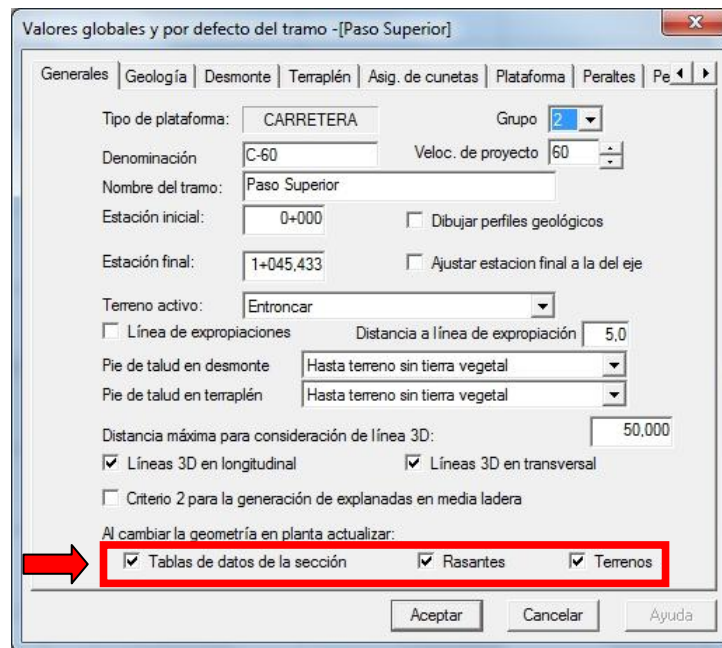 Valores globales y por defecto del tramo -[Paso Superior]
Generales Geología Desmonte Terraplén Asig. de cunetas Plataforma Peraltes Pe
Tipo de plataforma: CARRETERA Grupo 2
Denominación C-60 Veloc. de proyecto 60
Nombre del tramo: Paso Superior
Estación inicial: 0+000 Dibujar perfiles geológicos
Estación final: 1+045,433 Ajustar estacion final a la del eje
Terreno activo: Entroncar
Línea de expropiaciones Distancia a línea de expropiación 5,0
Pie de talud en desmonte Hasta terreno sin tierra vegetal
Pie de talud en terraplén Hasta terreno sin tierra vegetal
Distancia máxima para consideración de línea 3D: 50,000
Líneas 3D en longitudinal Líneas 3D en transversal
Criterio 2 para la generación de explanadas en media ladera
Al cambiar la geometría en planta actualizar:
Tablas de datos de la sección Rasantes Terrenos
Aceptar Cancelar Ayuda